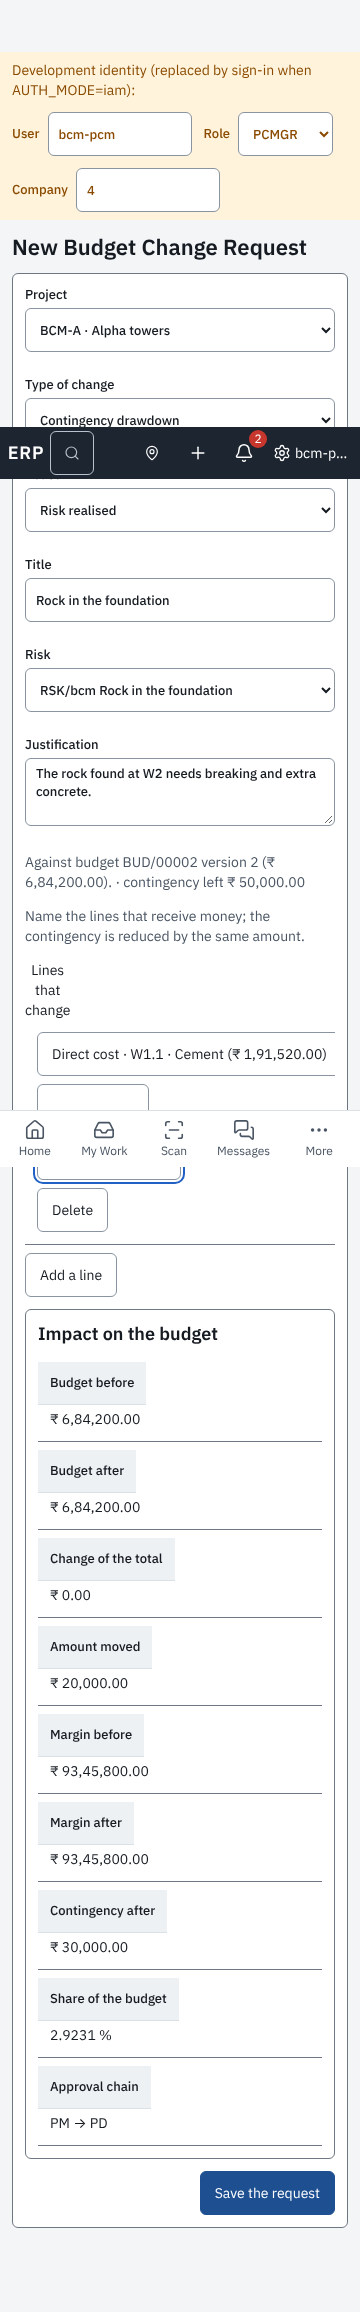 Development identity (replaced by sign-in when
AUTH_MODE=iam):
User bcm-pcm Role PCMGR
Company 4
New Budget Change Request
Project
BCM-A · Alpha towers
Type of change
Contingency drawdown
ERP 2 bcm-p...
Risk realised
Title
Rock in the foundation
Risk
RSK/bcm Rock in the foundation
Justification
The rock found at W2 needs breaking and extra
concrete.
Against budget BUD/00002 version 2 (₹
6,84,200.00). · contingency left ₹ 50,000.00
Name the lines that receive money; the
contingency is reduced by the same amount.
Lines
that
change
Direct cost · W1.1 · Cement (₹ 1,91,520.00)
Home My Work Scan Messages More
Delete
Add a line
Impact on the budget
Budget before
₹ 6,84,200.00
Budget after
₹ 6,84,200.00
Change of the total
₹ 0.00
Amount moved
₹ 20,000.00
Margin before
₹ 93,45,800.00
Margin after
₹ 93,45,800.00
Contingency after
₹ 30,000.00
Share of the budget
2.9231 %
Approval chain
PM → PD
Save the request